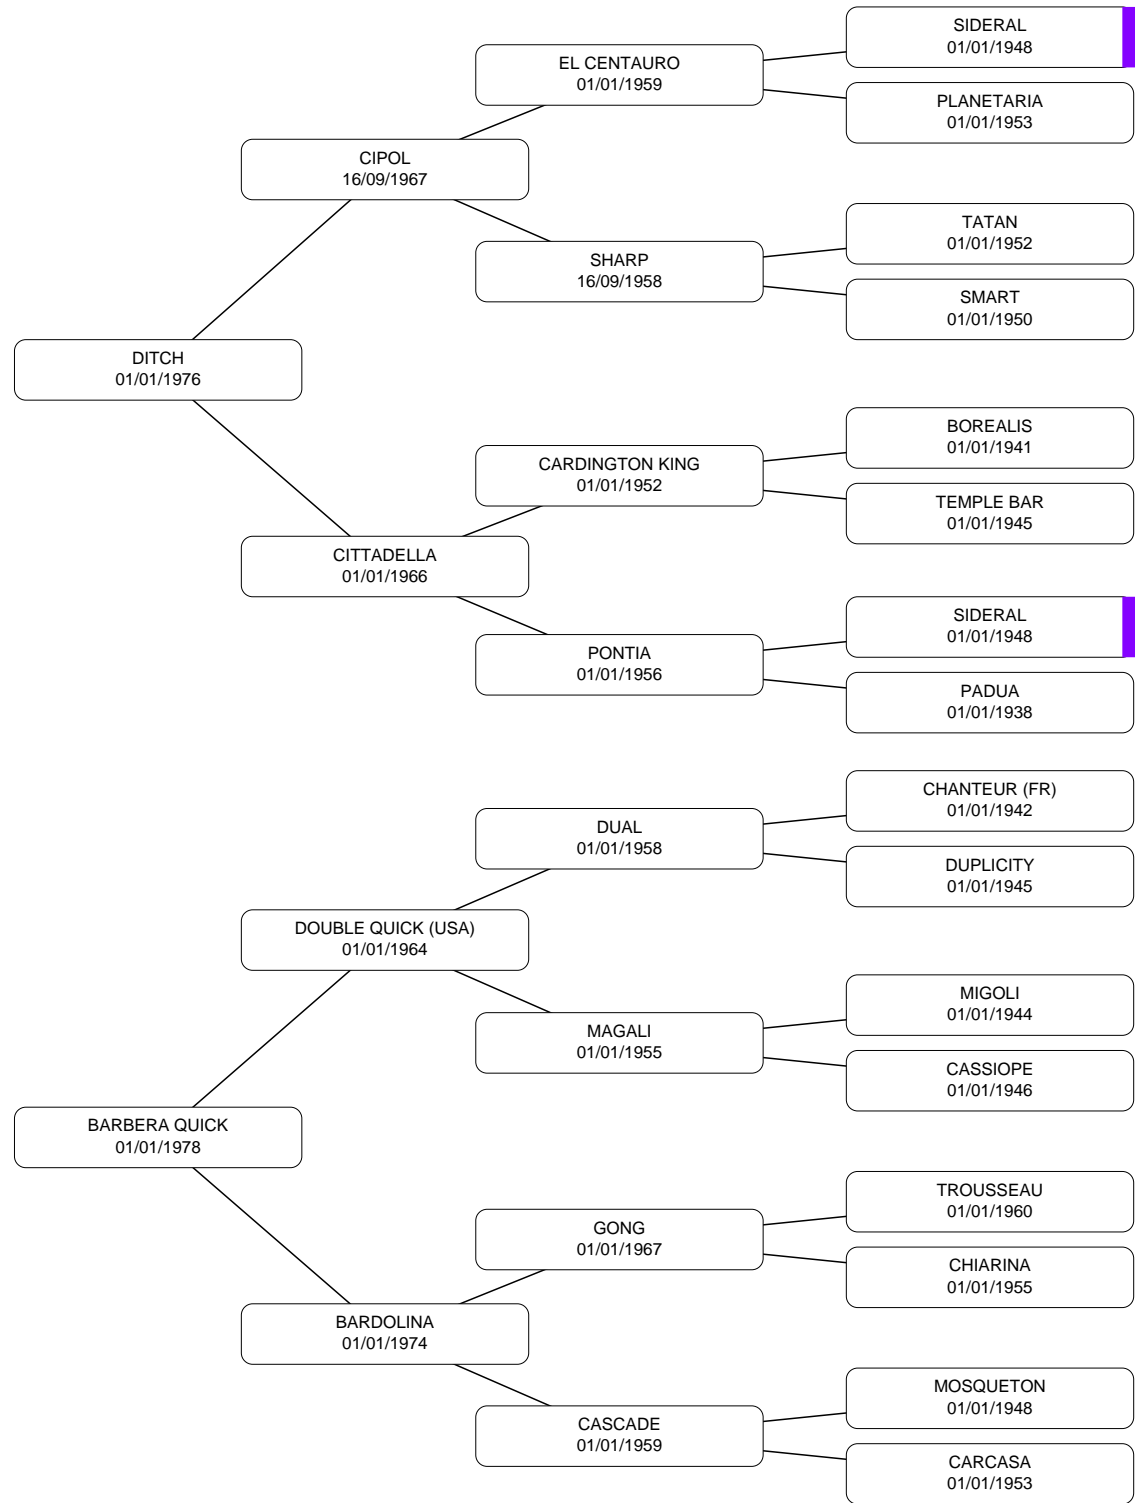 SIDERAL
01/01/1948
EL CENTAURO
01/01/1959
PLANETARIA
01/01/1953
CIPOL
16/09/1967
TATAN
01/01/1952
SHARP
16/09/1958
SMART
01/01/1950
DITCH
01/01/1976
BOREALIS
01/01/1941
CARDINGTON KING
01/01/1952
TEMPLE BAR
01/01/1945
CITTADELLA
01/01/1966
SIDERAL
01/01/1948
PONTIA
01/01/1956
PADUA
01/01/1938
CHANTEUR (FR)
01/01/1942
DUAL
01/01/1958
DUPLICITY
01/01/1945
DOUBLE QUICK (USA)
01/01/1964
MIGOLI
01/01/1944
MAGALI
01/01/1955
CASSIOPE
01/01/1946
BARBERA QUICK
01/01/1978
TROUSSEAU
01/01/1960
GONG
01/01/1967
CHIARINA
01/01/1955
BARDOLINA
01/01/1974
MOSQUETON
01/01/1948
CASCADE
01/01/1959
CARCASA
01/01/1953